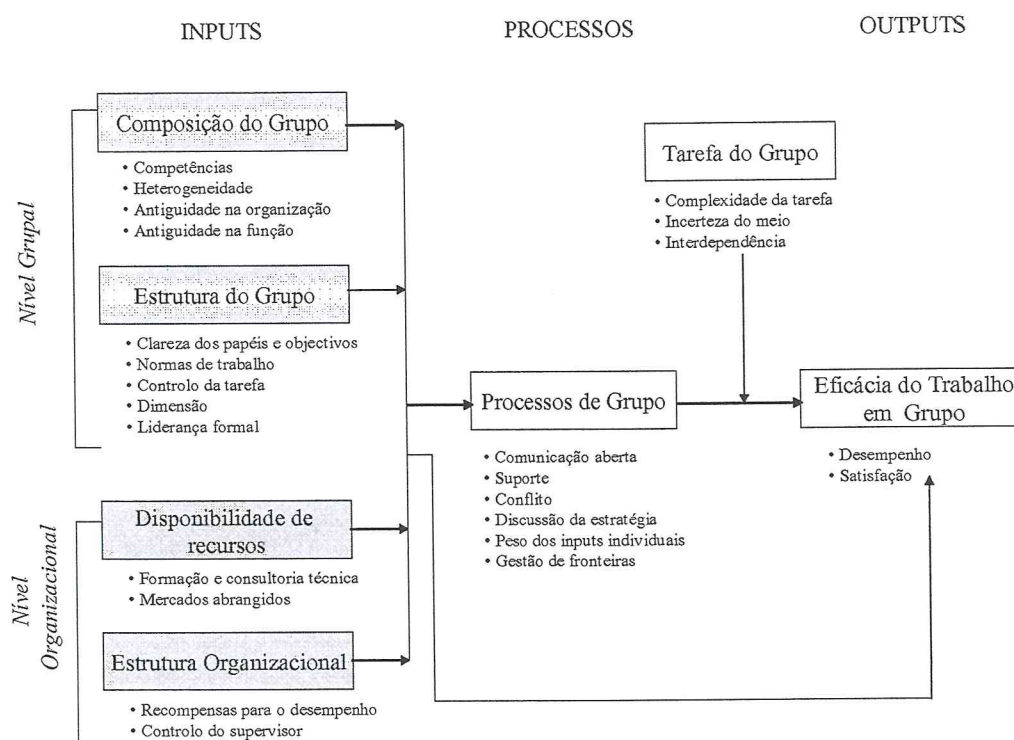 INPUTS
PROCESSOS
OUTPUTS
Nível Grupal
Composição do Grupo
• Competências
• Heterogeneidade
• Antiguidade na organização
• Antiguidade na função
Estrutura do Grupo
• Clareza dos papéis e objectivos
• Normas de trabalho
• Controlo da tarefa
• Dimensão
• Liderança formal
Nível
Organizacional
Disponibilidade de
recursos
• Formação e consultoria técnica
• Mercados abrangidos
Estrutura Organizacional
• Recompensas para o desempenho
• Controlo do supervisor
Processos de Grupo
• Comunicação aberta
• Suporte
• Conflito
• Discussão da estratégia
• Peso dos inputs individuais
• Gestão de fronteiras
Tarefa do Grupo
• Complexidade da tarefa
• Incerteza do meio
• Interdependência
Eficácia do Trabalho
em Grupo
• Desempenho
• Satisfação